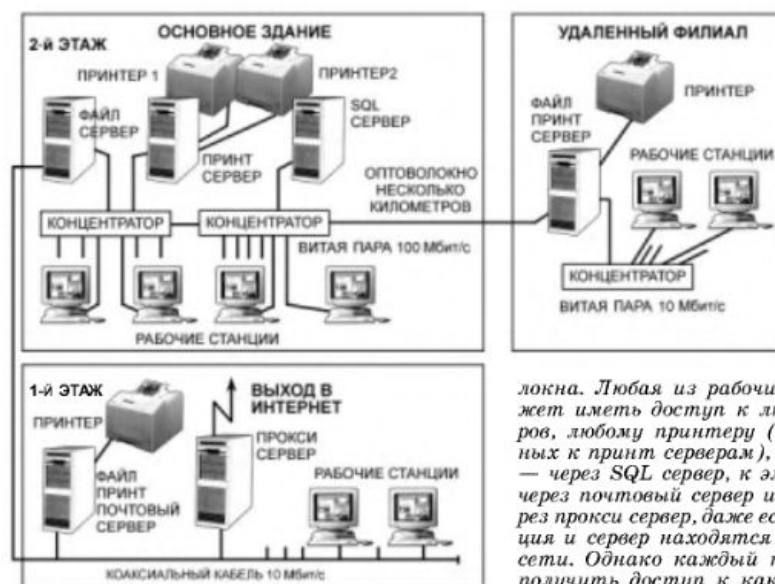 ОСНОВНОЕ ЗДАНИЕ
2-й ЭТАЖ
ПРИНТЕР 1
ПРИНТЕР2
ФАЙЛ
СЕРВЕР
ПРИНТ
СЕРВЕР
SQL
СЕРВЕР
ОПТОВОЛОКНО
НЕСКОЛЬКО
КИЛОМЕТРОВ
КОНЦЕНТРАТОР
КОНЦЕНТРАТОР
ВИТАЯ ПАРА 100 Мбит/с
РАБОЧИЕ СТАНЦИИ
УДАЛЕННЫЙ ФИЛИАЛ
ПРИНТЕР
ФАЙЛ
ПРИНТ
СЕРВЕР
РАБОЧИЕ СТАНЦИИ
КОНЦЕНТРАТОР
ВИТАЯ ПАРА 10 Мбит/с
1-й ЭТАЖ
ПРИНТЕР
ВЫХОД В
ИНТЕРНЕТ
ПРОКСИ
СЕРВЕР
ФАЙЛ
ПРИНТ
ПОЧТОВЫЙ
СЕРВЕР
РАБОЧИЕ СТАНЦИИ
КОАКСИАЛЬНЫЙ КАБЕЛЬ 10 Мбит/с
локна. Любая из рабочи
жет иметь доступ к л
ров, любому принтеру (
ных к принт серверам),
— через SQL сервер, к э
через почтовый сервер и
рез прокси сервер, даже ес
ция и сервер находятся
сети. Однако каждый
получить доступ к как